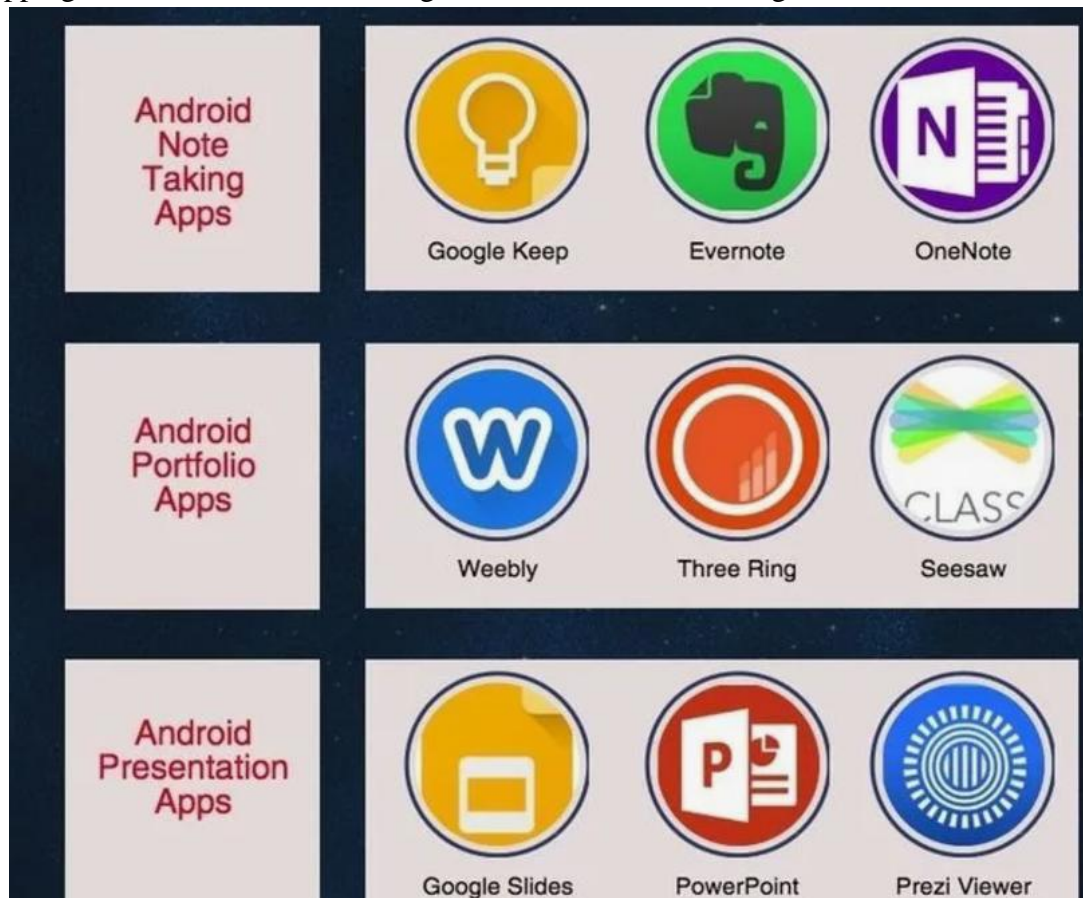 Android
Note
Taking
Apps
N
Google Keep Evernote OneNote
Android
Portfolio
Apps
W
CLASS
Weebly Three Ring Seesaw
Android
Presentation
Apps
P
Google Slides PowerPoint Prezi Viewer